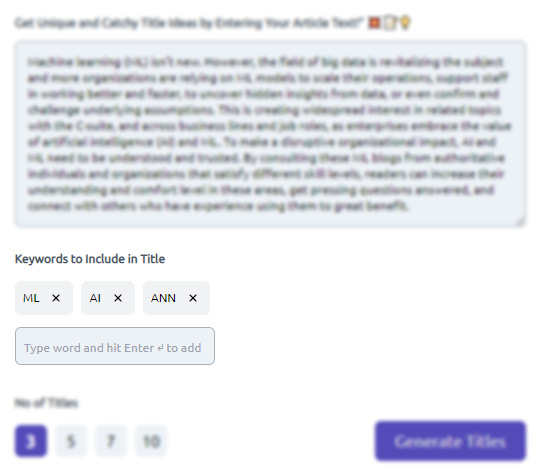 Get Unique and Catchy Title Ideas by Entering Your Article Text!" 💥📝💡
Machine learning (ML) isn't new. However, the field of big data is revitalizing the subject
and more organizations are relying on ML models to scale their operations, support staff
in working better and faster, to uncover hidden insights from data, or even confirm and
challenge underlying assumptions. This is creating widespread interest in related topics
with the C-suite, and across business lines and job roles, as enterprises embrace the value
of artificial intelligence (AI) and ML. To make a disruptive organizational impact, AI and
ML need to be understood and trusted. By consulting these ML blogs from authoritative
individuals and organizations that satisfy different skill levels, readers can increase their
understanding and comfort level in these areas, get pressing questions answered, and
connect with others who have experience using them to great benefit.
Keywords to Include in Title
ML ✕ AI ✕ ANN ✕
Type word and hit Enter ↵ to add
No of Titles
3 5 7 10 Generate Titles